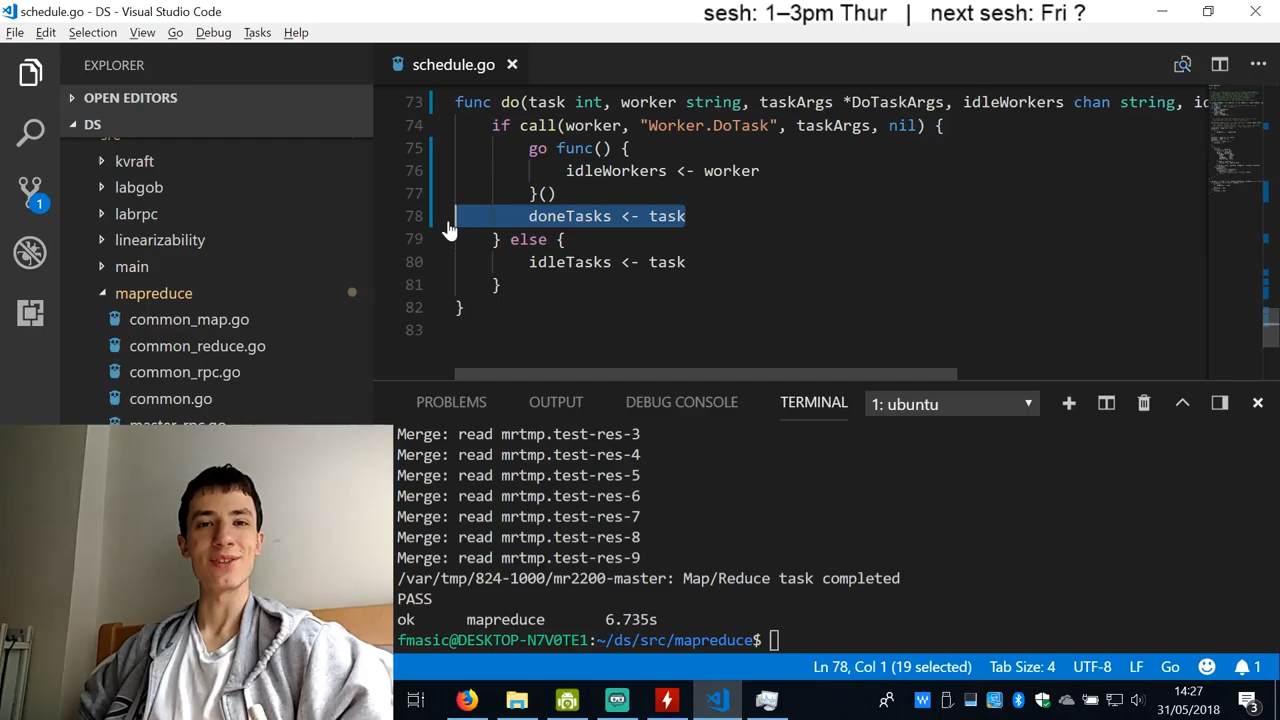 schedule.go - DS - Visual Studio Code
sesh: 1–3pm Thur | next sesh: Fri ?
File Edit Selection View Go Debug Tasks Help
EXPLORER
schedule.go
OPEN EDITORS
DS
kvraft
labgob
labrpc
linearizability
main
mapreduce
common_map.go
common_reduce.go
common_rpc.go
common.go
master_rpc.go
1
73 func do(task int, worker string, taskArgs *DoTaskArgs, idleWorkers chan string,
74 if call(worker, "Worker.DoTask", taskArgs, nil) {
75 go func() {
76 idleWorkers <- worker
77 }()
78 doneTasks <- task
79 } else {
80 idleTasks <- task
81 }
82 }
83
PROBLEMS OUTPUT DEBUG CONSOLE TERMINAL 1: ubuntu
Merge: read mrtmp.test-res-3
Merge: read mrtmp.test-res-4
Merge: read mrtmp.test-res-5
Merge: read mrtmp.test-res-6
Merge: read mrtmp.test-res-7
Merge: read mrtmp.test-res-8
Merge: read mrtmp.test-res-9
/var/tmp/824-1000/mr2200-master: Map/Reduce task completed
PASS
ok mapreduce 6.735s
fmasic@DESKTOP-N7V0TE1:~/ds/src/mapreduce$
Ln 78, Col 1 (19 selected) Tab Size: 4 UTF-8 LF Go 1
14:27
31/05/2018
3